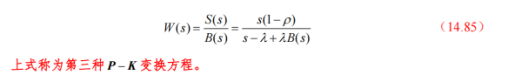 W(s) = S(s)/B(s) = s(1-ρ)/(s-λ+λB(s)) （14.85）
上式称为第三种 P – K 变换方程。